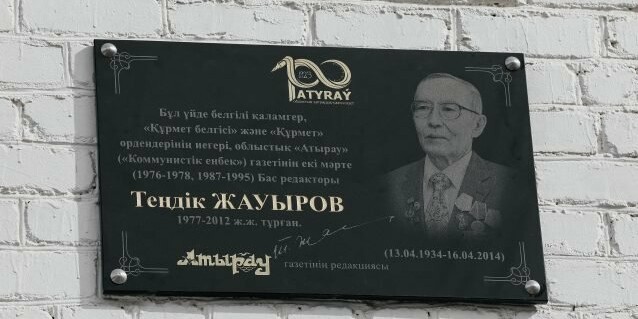 1923
ATYRAÝ
Бұл үйде белгілі қаламгер,
«Құрмет белгісі» және «Құрмет»
ордендерінің иегері, облыстық «Атырау»
(«Коммунистік еңбек») газетінің екі мәрте
(1976-1978, 1987-1995) Бас редакторы
Теңдік ЖАУЫРОВ
1977-2012 ж.ж. тұрған.
Атырау
газетінің редакциясы
(13.04.1934-16.04.2014)